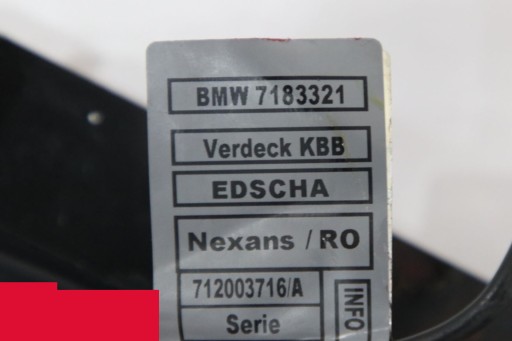 BMW 7183321
Verdeck KBB
EDSCHA
Nexans / RO
712003716/A
INFO
Serie